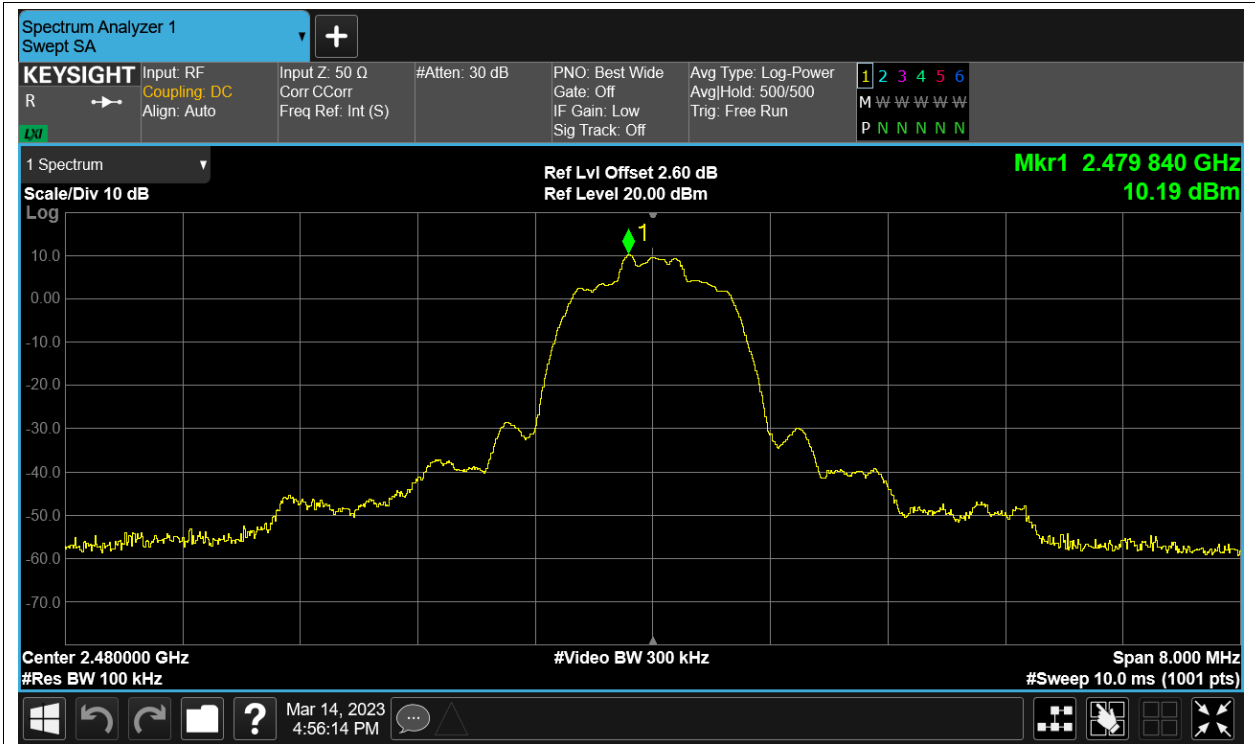 Spectrum Analyzer 1
Swept SA
KEYSIGHT
R
LXI
Input: RF
Coupling: DC
Align: Auto
Input Z: 50 Ω
Corr CCorr
Freq Ref: Int (S)
#Atten: 30 dB
PNO: Best Wide
Gate: Off
IF Gain: Low
Sig Track: Off
Avg Type: Log-Power
Avg|Hold: 500/500
Trig: Free Run
1 2 3 4 5 6
M W W W W W
P N N N N N
1 Spectrum
Scale/Div 10 dB
Log
Ref Lvl Offset 2.60 dB
Ref Level 20.00 dBm
Mkr1 2.479 840 GHz
10.19 dBm
1
10.0
0.00
-10.0
-20.0
-30.0
-40.0
-50.0
-60.0
-70.0
Center 2.480000 GHz
#Res BW 100 kHz
#Video BW 300 kHz
Span 8.000 MHz
#Sweep 10.0 ms (1001 pts)
?
Mar 14, 2023
4:56:14 PM